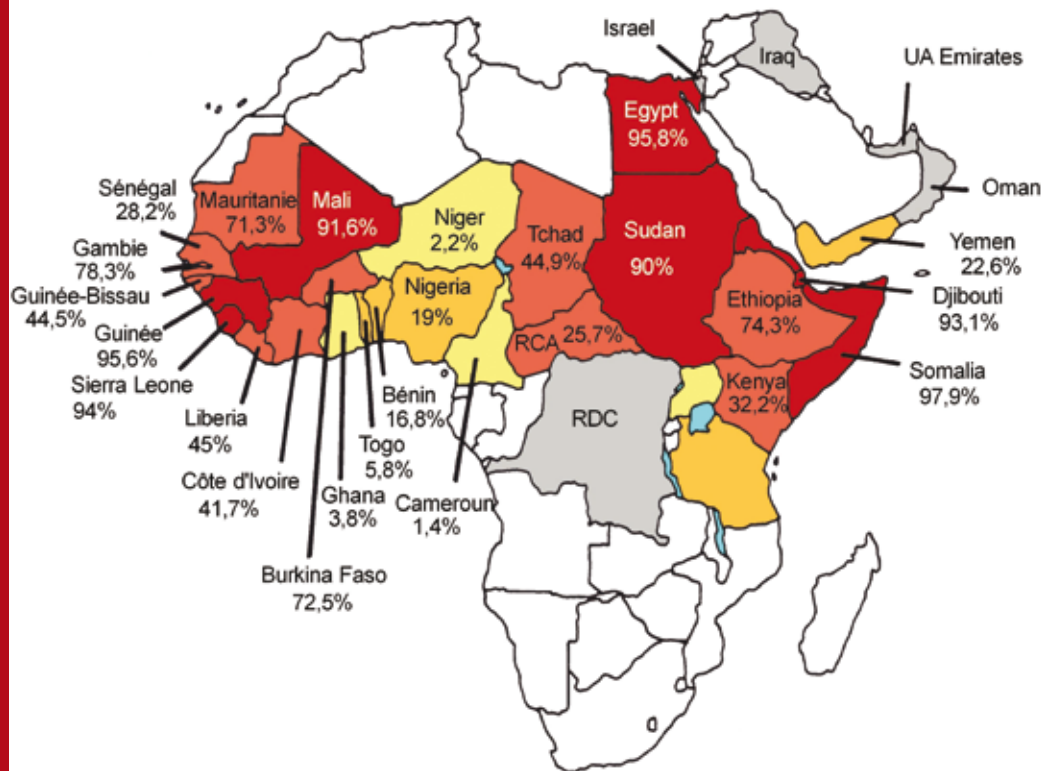 Israel
Iraq
UA Emirates
Egypt
95,8%
Oman
Sénégal
28,2%
Mauritanie
71,3%
Mali
91,6%
Niger
2,2%
Tchad
44,9%
Sudan
90%
Yemen
22,6%
Gambie
78,3%
Nigeria
19%
Ethiopia
74,3%
Djibouti
93,1%
Guinée-Bissau
44,5%
Guinée
95,6%
RCA
25,7%
Somalia
97,9%
Sierra Leone
94%
Kenya
32,2%
Liberia
45%
Bénin
16,8%
RDC
Côte d'Ivoire
41,7%
Togo
5,8%
Ghana
3,8%
Cameroun
1,4%
Burkina Faso
72,5%